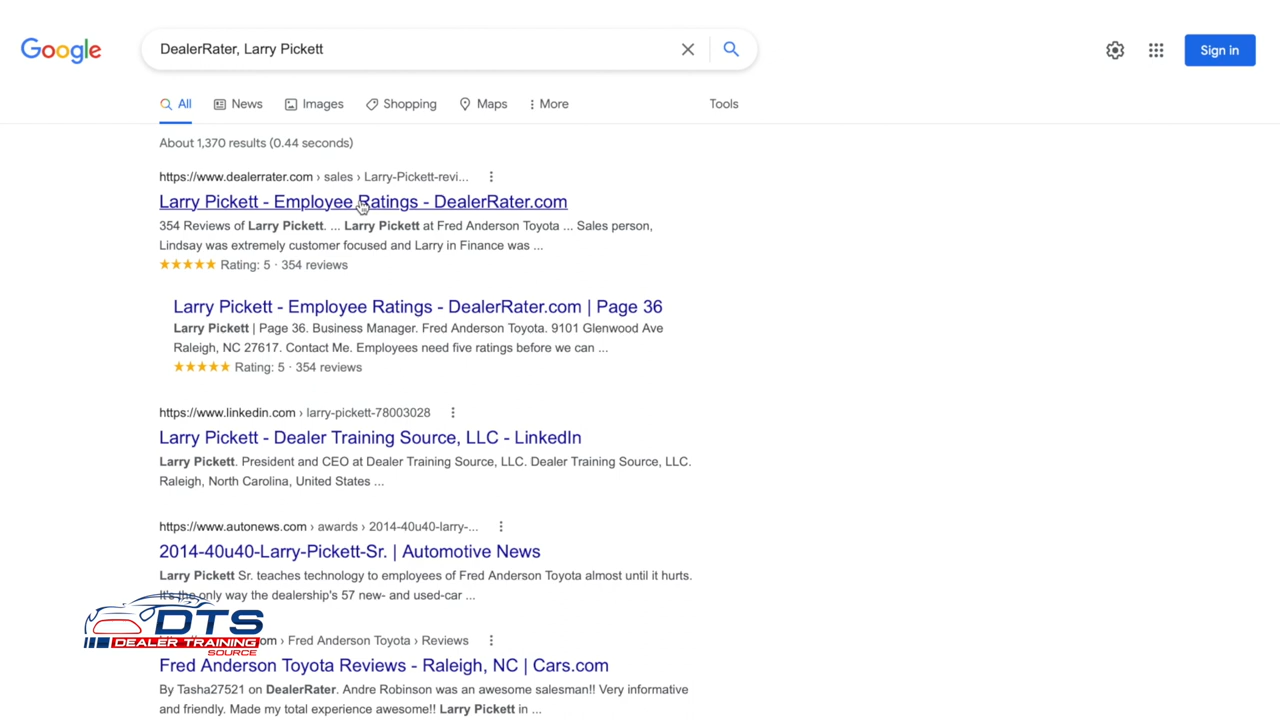 Google
DealerRater, Larry Pickett
Sign in
All
News
Images
Shopping
Maps
More
Tools
About 1,370 results (0.44 seconds)
https://www.dealerrater.com › sales › Larry-Pickett-revi...
Larry Pickett - Employee Ratings - DealerRater.com
354 Reviews of Larry Pickett. ... Larry Pickett at Fred Anderson Toyota ... Sales person,
Lindsay was extremely customer focused and Larry in Finance was ...
Rating: 5 · 354 reviews
Larry Pickett - Employee Ratings - DealerRater.com | Page 36
Larry Pickett | Page 36. Business Manager. Fred Anderson Toyota. 9101 Glenwood Ave
Raleigh, NC 27617. Contact Me. Employees need five ratings before we can ...
Rating: 5 · 354 reviews
https://www.linkedin.com › larry-pickett-78003028
Larry Pickett - Dealer Training Source, LLC - LinkedIn
Larry Pickett. President and CEO at Dealer Training Source, LLC. Dealer Training Source, LLC.
Raleigh, North Carolina, United States ...
https://www.autonews.com › awards › 2014-40u40-larry-...
2014-40u40-Larry-Pickett-Sr. | Automotive News
Larry Pickett Sr. teaches technology to employees of Fred Anderson Toyota almost until it hurts.
It's the only way the dealership's 57 new- and used-car ...
DTS
DEALER TRAINING
SOURCE
om › Fred Anderson Toyota › Reviews
Fred Anderson Toyota Reviews - Raleigh, NC | Cars.com
By Tasha27521 on DealerRater. Andre Robinson was an awesome salesman!! Very informative
and friendly. Made my total experience awesome!! Larry Pickett in ...